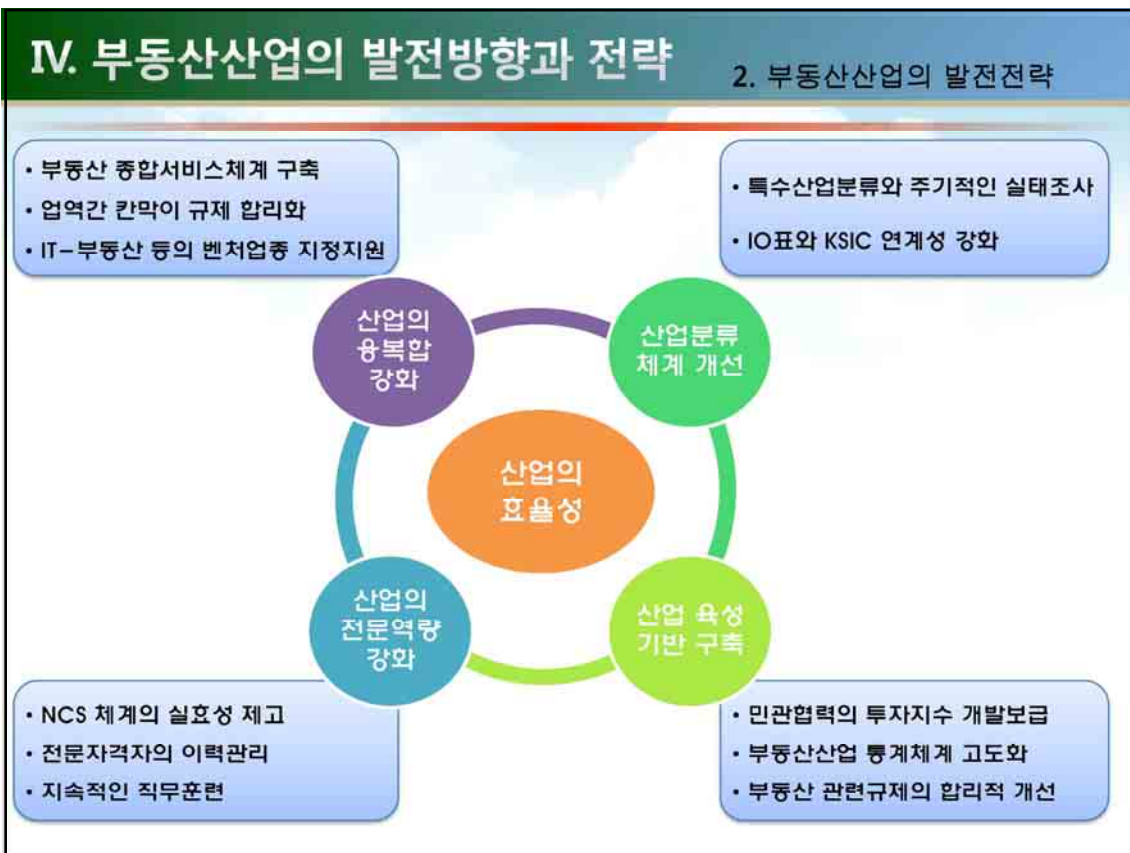 Ⅳ. 부동산산업의 발전방향과 전략
2. 부동산산업의 발전전략
• 부동산 종합서비스체계 구축
• 업역간 칸막이 규제 합리화
• IT-부동산 등의 벤처업종 지정지원
• 특수산업분류와 주기적인 실태조사
• IO표와 KSIC 연계성 강화
산업의
융복합
강화
산업분류
체계 개선
산업의
효율성
산업의
전문역량
강화
산업 육성
기반 구축
• NCS 체계의 실효성 제고
• 전문자격자의 이력관리
• 지속적인 직무훈련
• 민관협력의 투자지수 개발보급
• 부동산산업 통계체계 고도화
• 부동산 관련규제의 합리적 개선